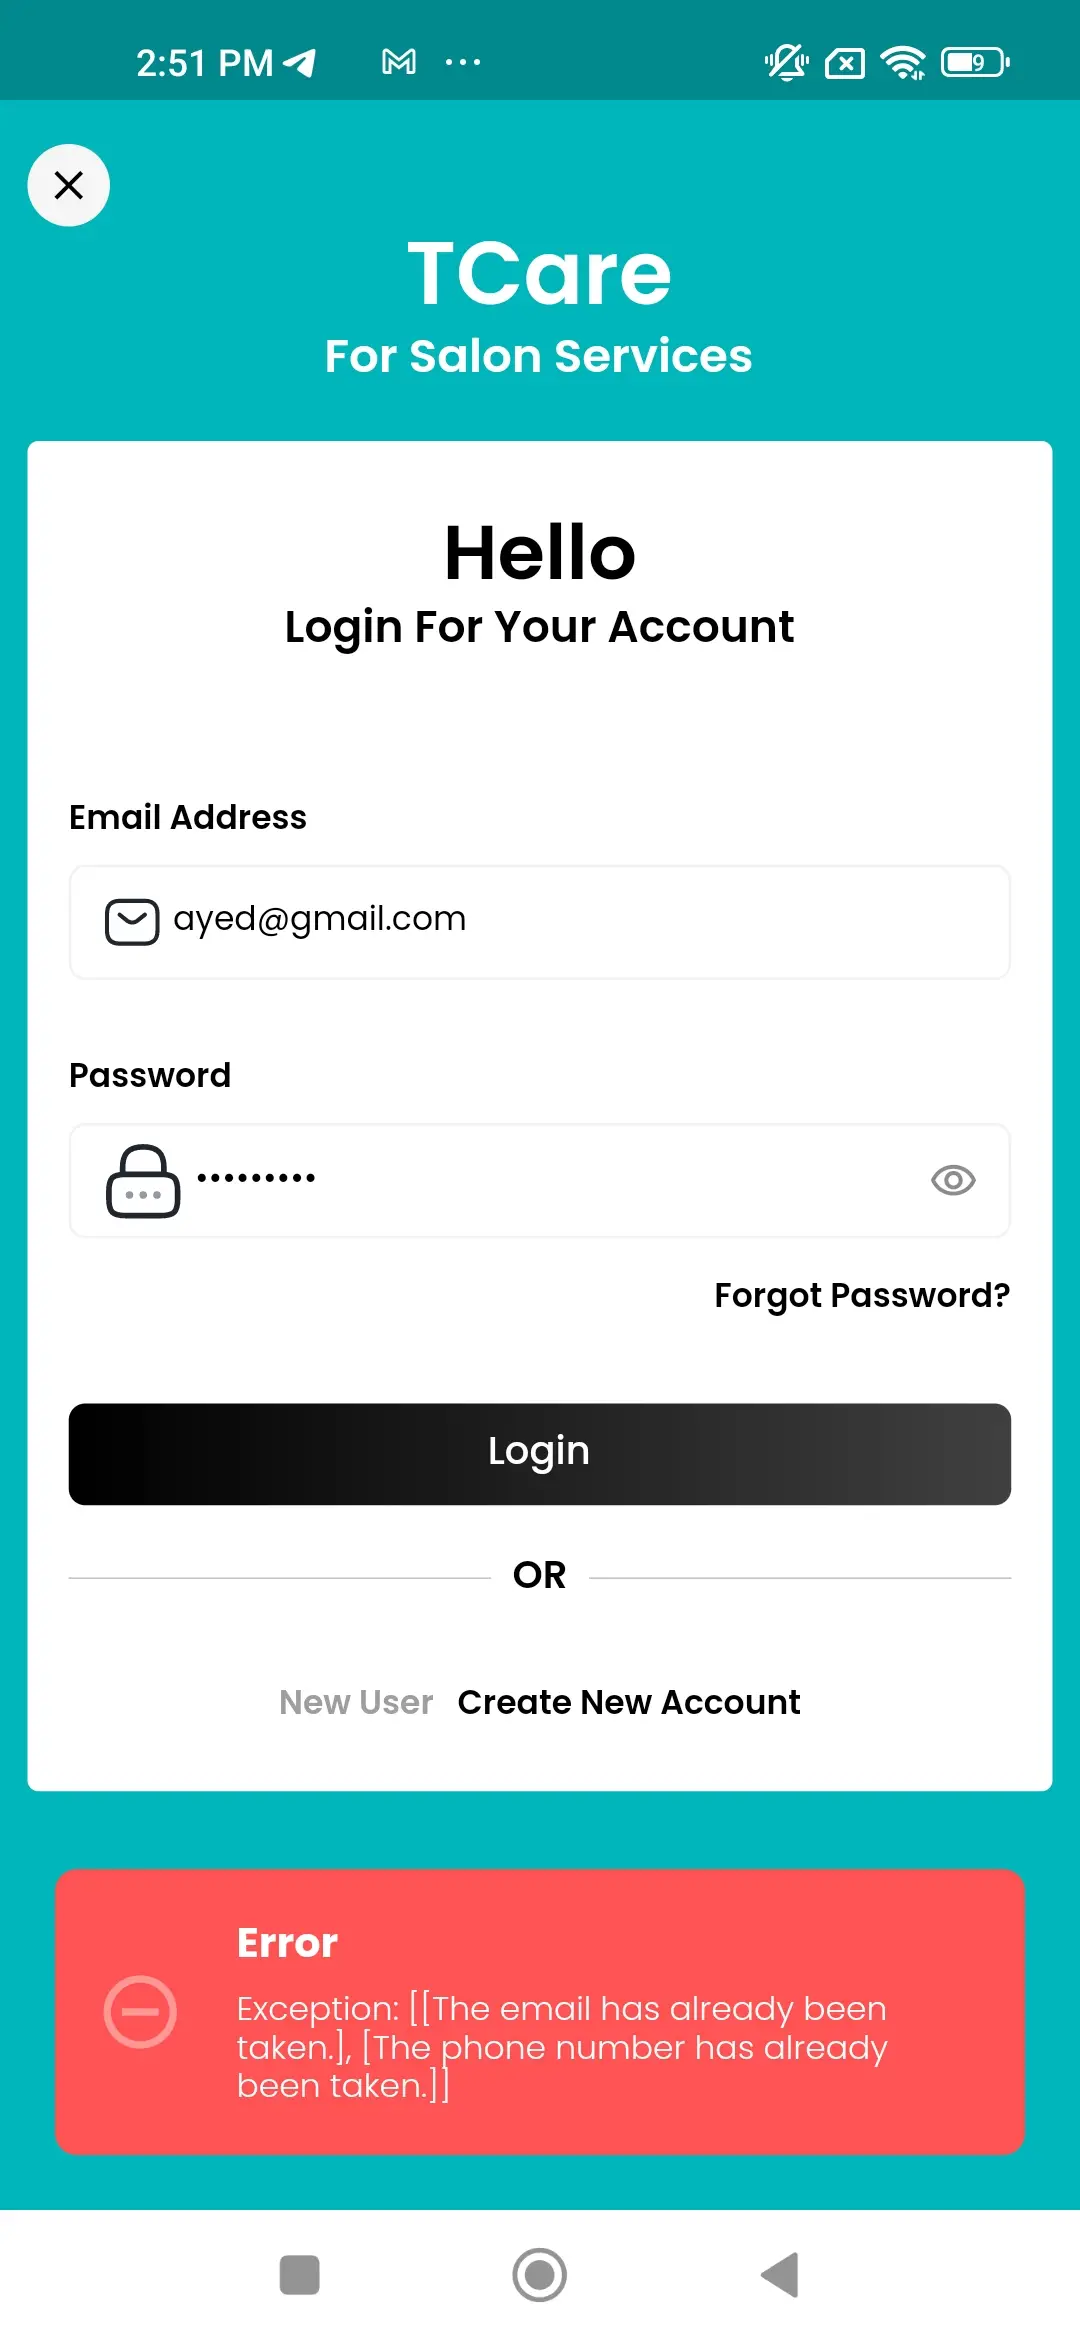 2:51 PM
9
TCare
For Salon Services
Hello
Login For Your Account
Email Address
ayed@gmail.com
Password
•••••••••
Forgot Password?
Login
OR
New User Create New Account
Error
Exception: [[The email has already been
taken.], [The phone number has already
been taken.]]